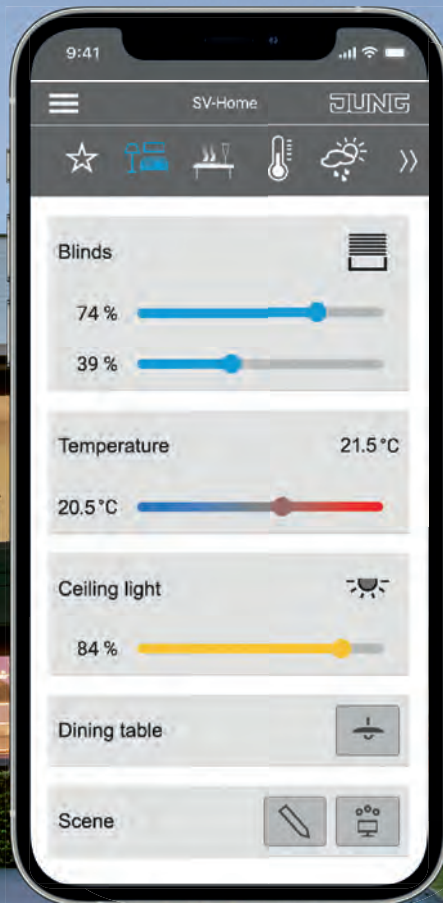 9:41
SV-Home
JUNG
Blinds
74 %
39 %
Temperature 21.5 °C
20.5 °C
Ceiling light
84 %
Dining table
Scene